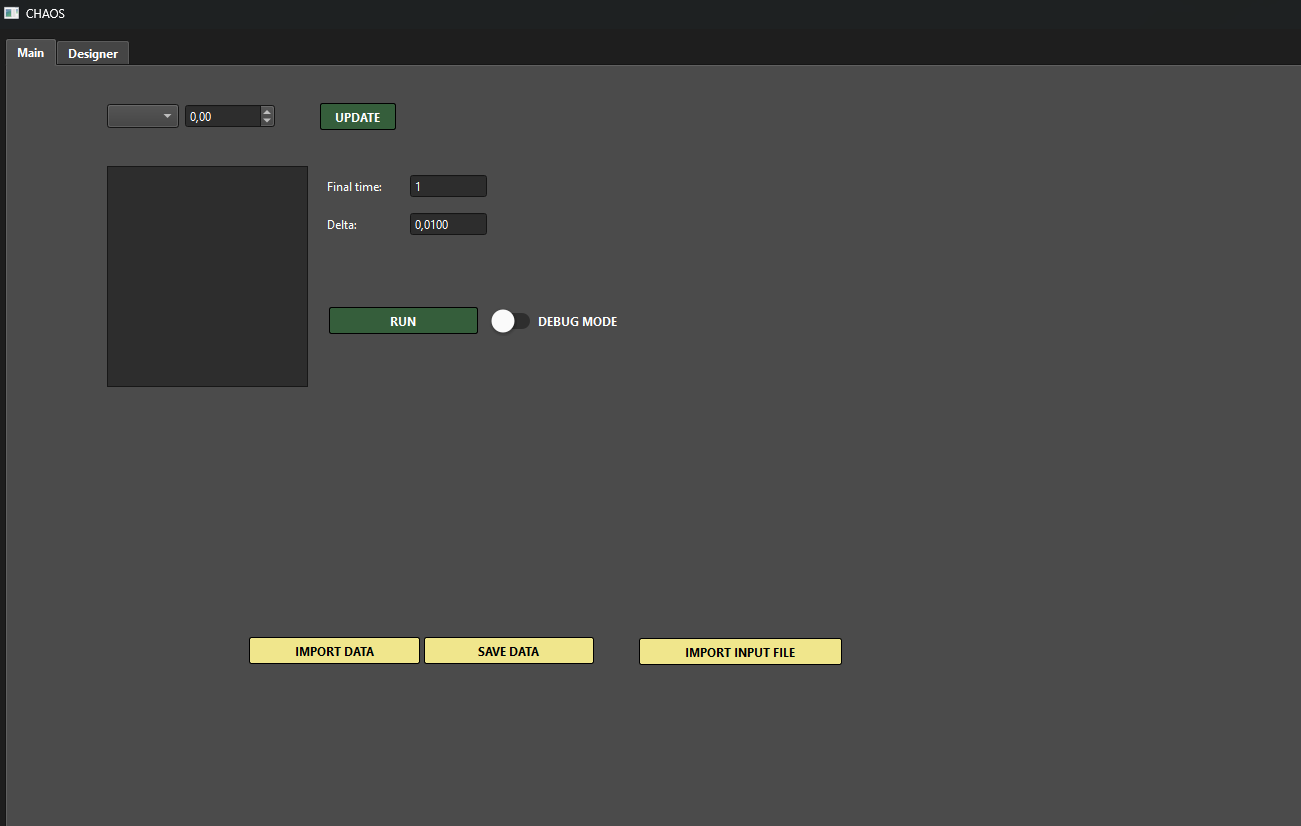 CHAOS
Main Designer
0,00 UPDATE
Final time: 1
Delta: 0,0100
RUN DEBUG MODE
IMPORT DATA SAVE DATA IMPORT INPUT FILE